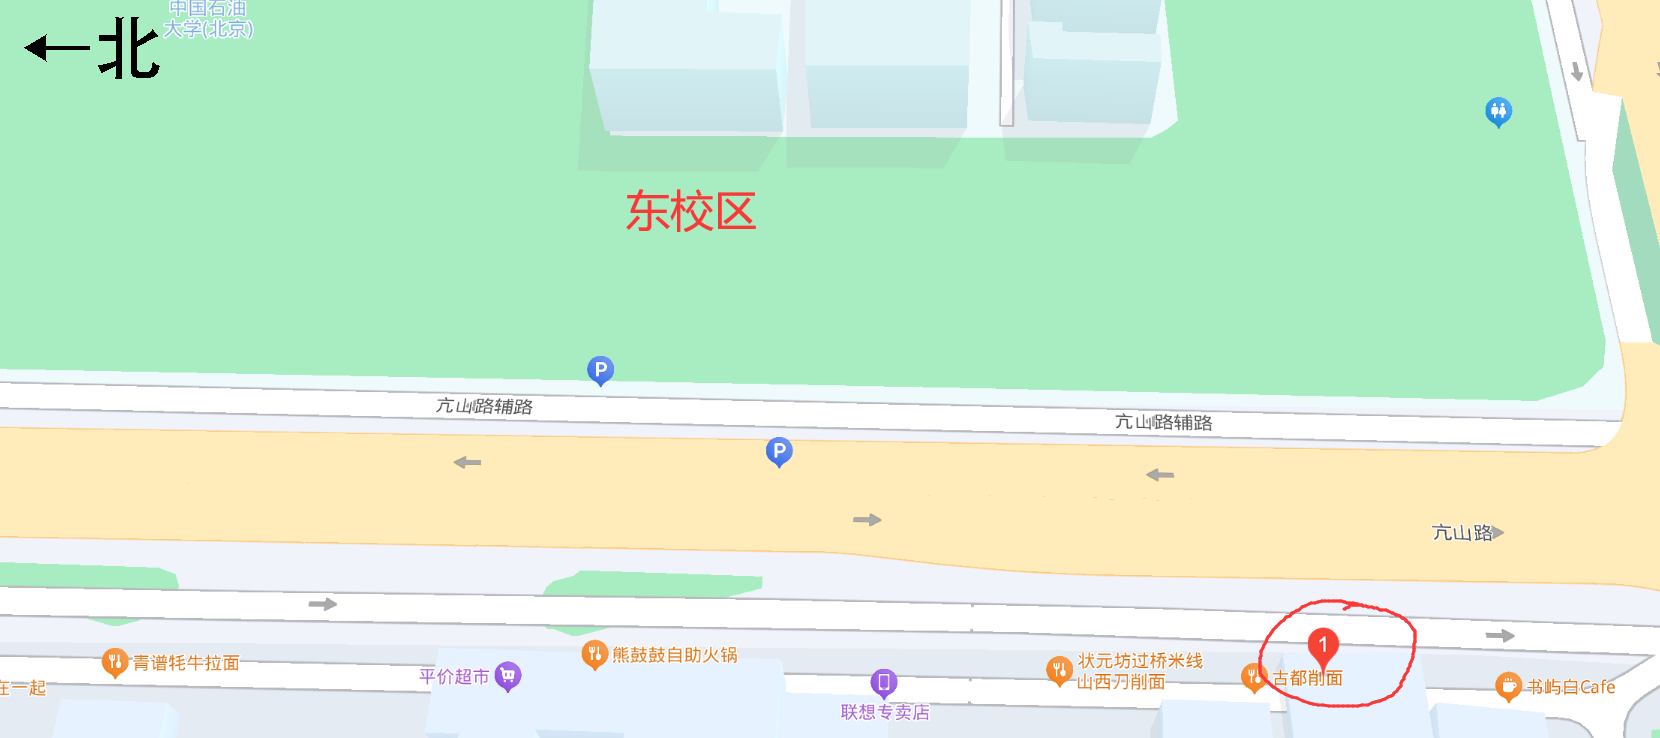 中国石油
大学(北京)
←北
东校区
P
亢山路辅路
亢山路辅路
P
亢山路
1
青谱牦牛拉面
熊鼓鼓自助火锅
平价超市
状元坊过桥米线
山西刀削面
古都削面
在一起
联想专卖店
书屿白Cafe